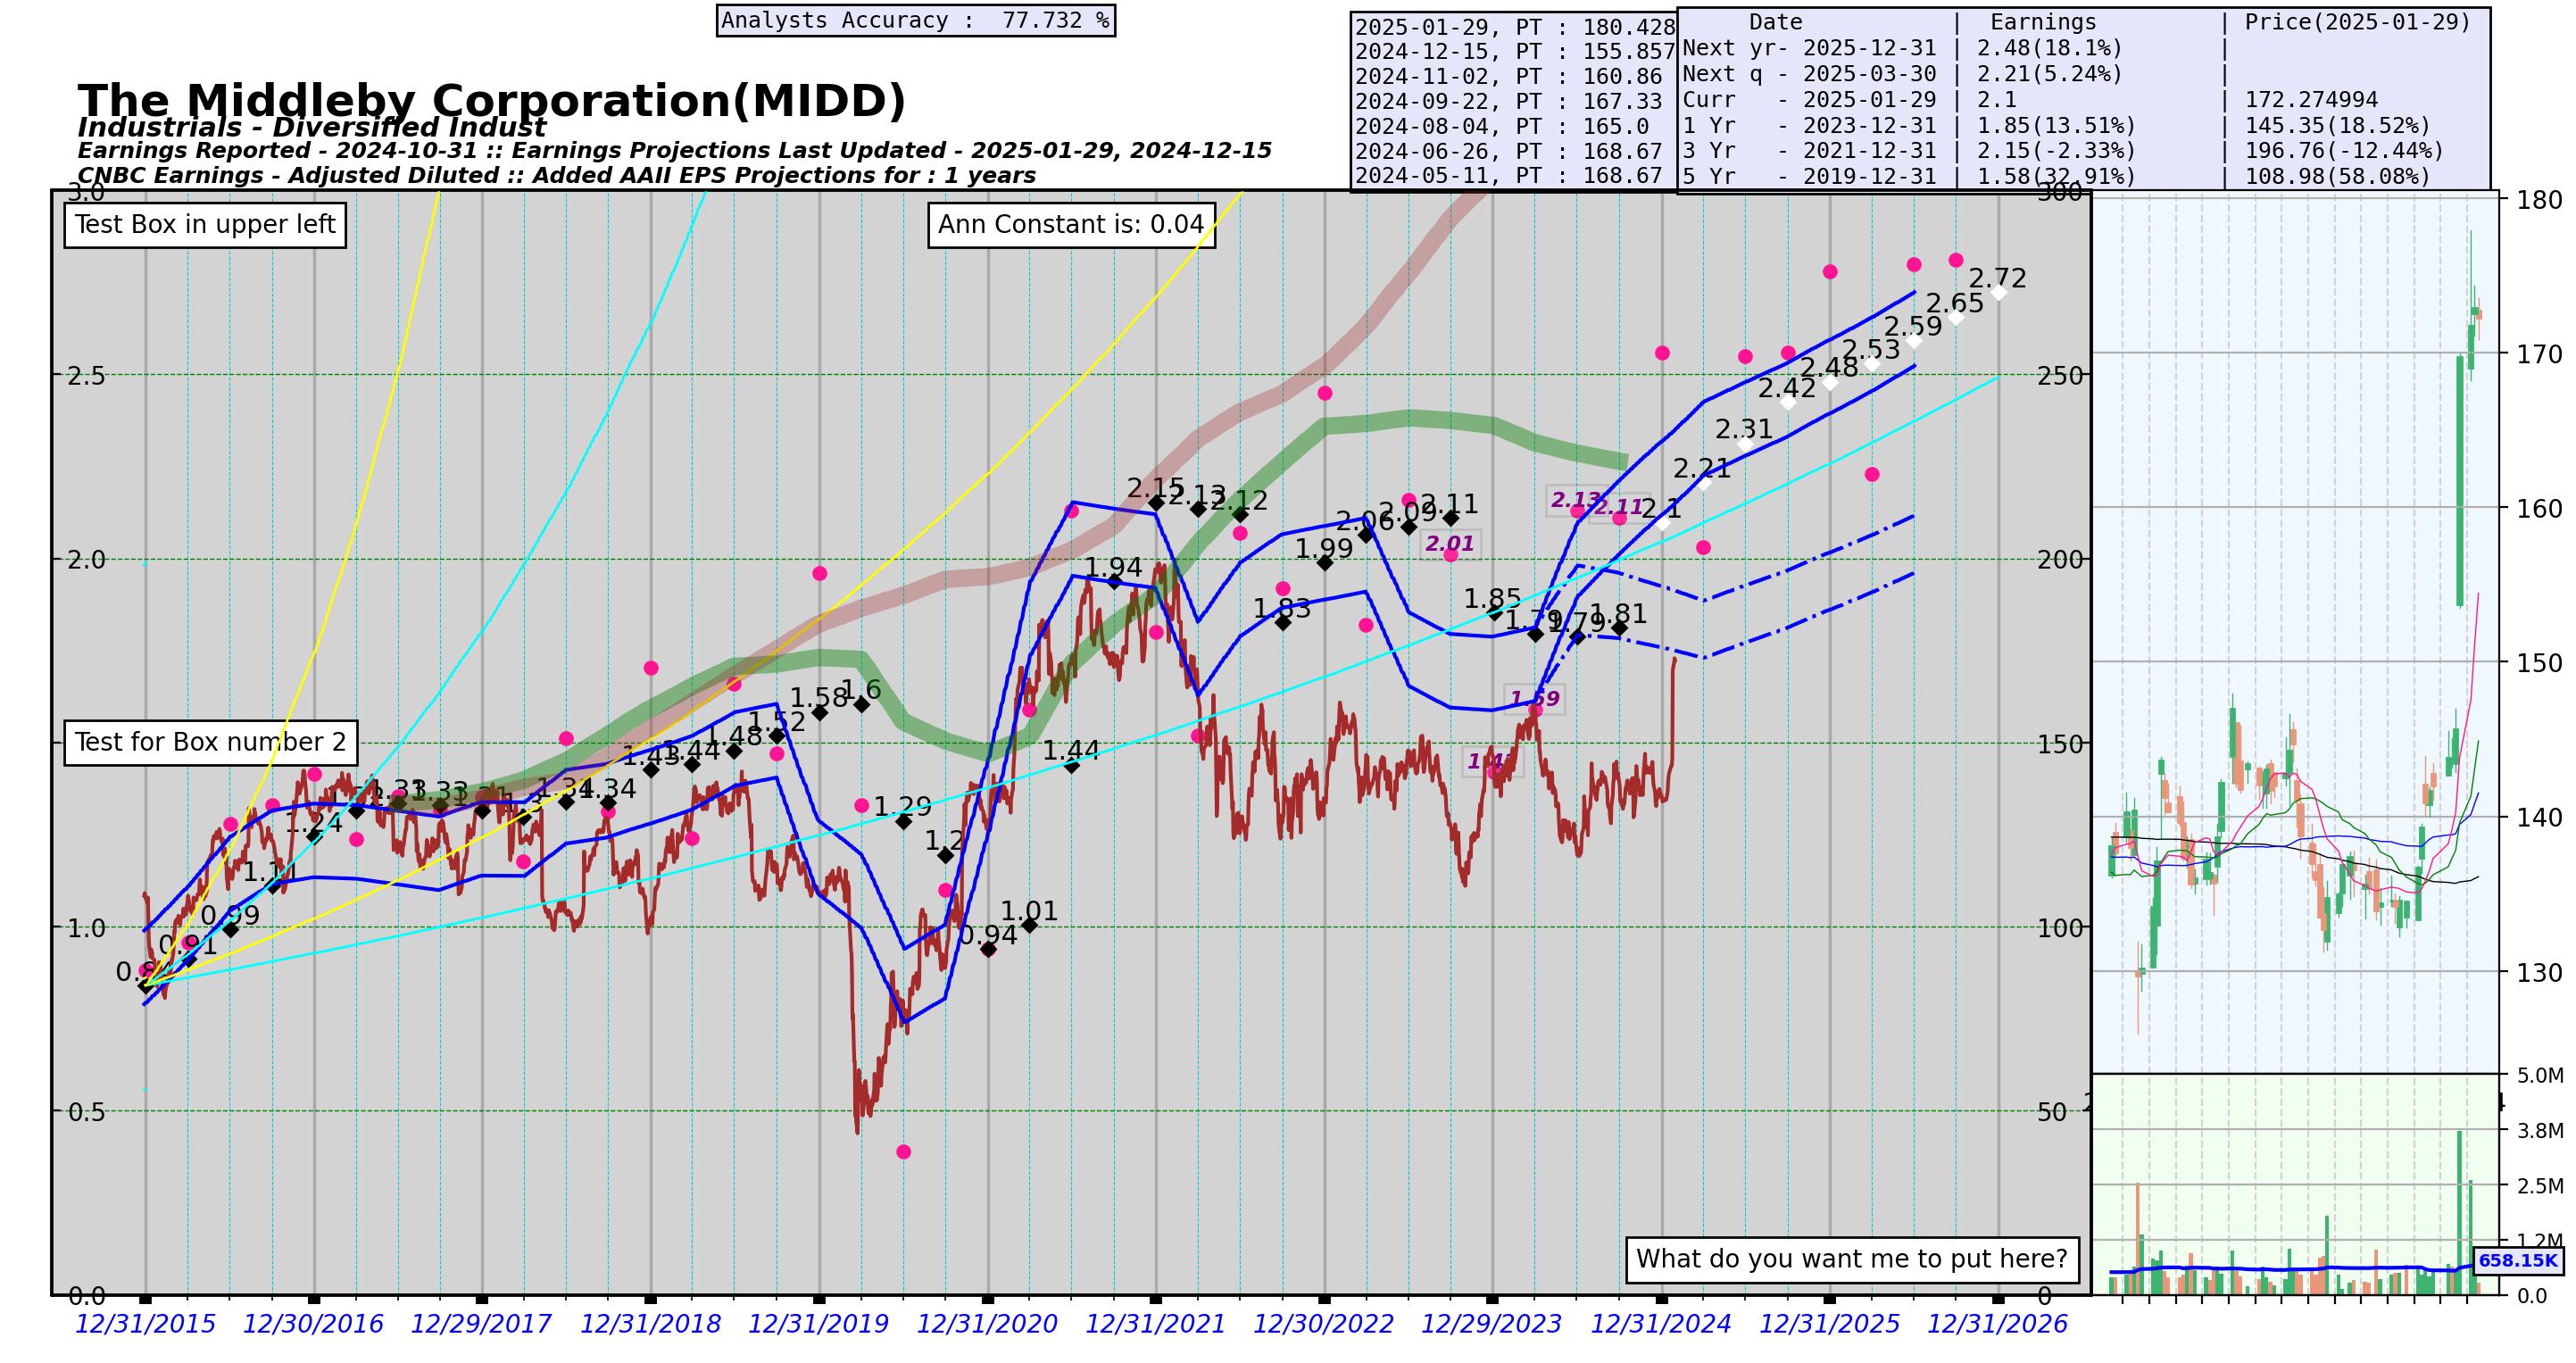 Analysts Accuracy :  77.732 %
2025-01-29, PT : 180.428
2024-12-15, PT : 155.857
2024-11-02, PT : 160.86
2024-09-22, PT : 167.33
2024-08-04, PT : 165.0
2024-06-26, PT : 168.67
2024-05-11, PT : 168.67
Date | Earnings | Price(2025-01-29)
Next yr- 2025-12-31 | 2.48(18.1%) |
Next q - 2025-03-30 | 2.21(5.24%) |
Curr   - 2025-01-29 | 2.1 | 172.274994
1 Yr   - 2023-12-31 | 1.85(13.51%) | 145.35(18.52%)
3 Yr   - 2021-12-31 | 2.15(-2.33%) | 196.76(-12.44%)
5 Yr   - 2019-12-31 | 1.58(32.91%) | 108.98(58.08%)
The Middleby Corporation(MIDD)
Industrials - Diversified Indust
Earnings Reported - 2024-10-31 :: Earnings Projections Last Updated - 2025-01-29, 2024-12-15
CNBC Earnings - Adjusted Diluted :: Added AAII EPS Projections for : 1 years
Test Box in upper left
Ann Constant is: 0.04
Test for Box number 2
What do you want me to put here?
3.0
2.5
2.0
1.0
0.5
0.0
300
250
200
150
100
50
0
0.91
0.99
1.11
1.24
1.33
1.34
1.34
1.43
1.44
1.48
1.52
1.58
1.6
1.29
1.2
0.94
1.01
1.44
1.94
2.15
2.13
2.12
1.83
1.99
2.06
2.09
2.11
2.01
1.85
1.79
1.79
1.81
1.59
2.13
2.11
2.1
2.21
2.31
2.42
2.48
2.53
2.59
2.65
2.72
180
170
160
150
140
130
5.0M
3.8M
2.5M
1.2M
658.15K
0.0
12/31/2015 12/30/2016 12/29/2017 12/31/2018 12/31/2019 12/31/2020 12/31/2021 12/30/2022 12/29/2023 12/31/2024 12/31/2025 12/31/2026